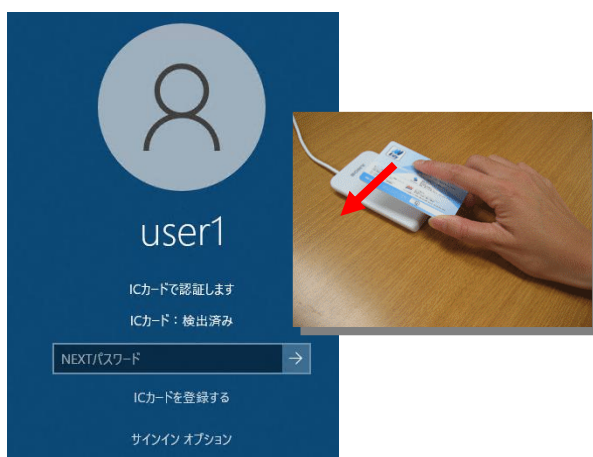 user1
ICカードで認証します
ICカード：検出済み
NEXTパスワード
ICカードを登録する
サインイン オプション